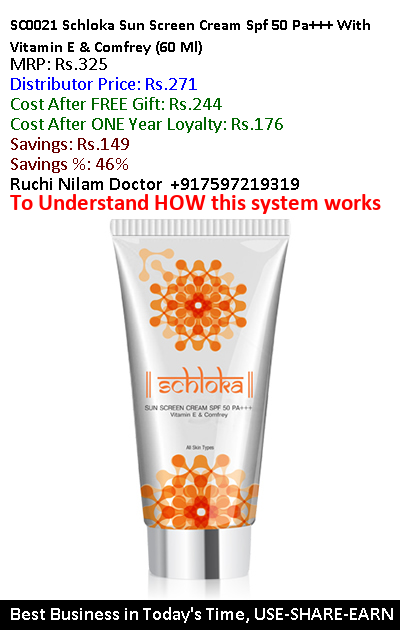 SC0021 Schloka Sun Screen Cream Spf 50 Pa+++ With
Vitamin E & Comfrey (60 Ml)
MRP: Rs.325
Distributor Price: Rs.271
Cost After FREE Gift: Rs.244
Cost After ONE Year Loyalty: Rs.176
Savings: Rs.149
Savings %: 46%
Ruchi Nilam Doctor +917597219319
To Understand HOW this system works
|| schloka ||
SUN SCREEN CREAM SPF 50 PA+++
Vitamin E & Comfrey
All Skin Types
Best Business in Today's Time, USE-SHARE-EARN